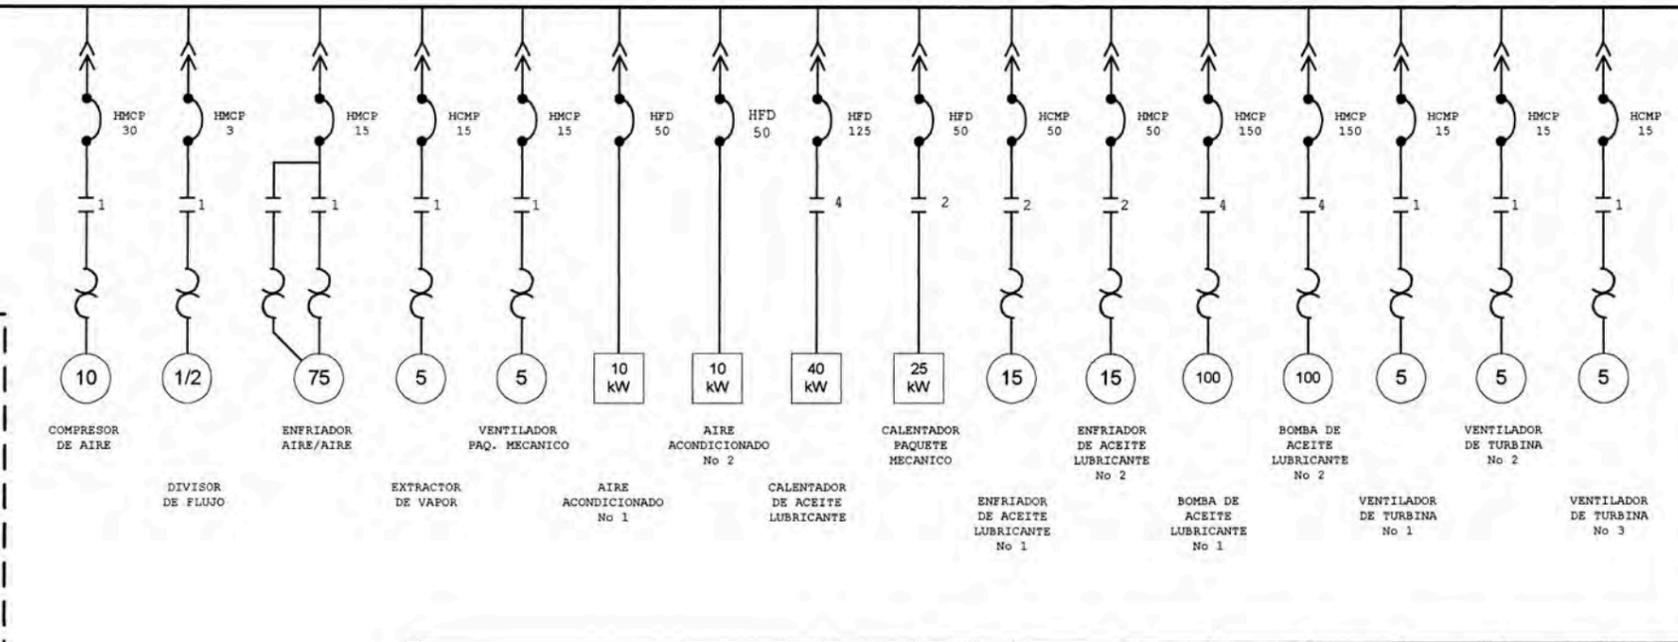 HMCP
30
HMCP
3
HMCP
15
HCMP
15
HMCP
15
HFD
50
HFD
50
HFD
125
HFD
50
HCMP
50
HMCP
50
HMCP
150
HMCP
150
HCMP
15
HMCP
15
HCMP
15
1
1
1
1
1
4
2
2
2
4
4
1
1
1
10
1/2
75
5
5
10
kW
10
kW
40
kW
25
kW
15
15
100
100
5
5
5
COMPRESOR
DE AIRE
DIVISOR
DE FLUJO
ENFRIADOR
AIRE/AIRE
EXTRACTOR
DE VAPOR
VENTILADOR
PAQ. MECANICO
AIRE
ACONDICIONADO
No 1
AIRE
ACONDICIONADO
No 2
CALENTADOR
DE ACEITE
LUBRICANTE
CALENTADOR
PAQUETE
MECANICO
ENFRIADOR
DE ACEITE
LUBRICANTE
No 1
ENFRIADOR
DE ACEITE
LUBRICANTE
No 2
BOMBA DE
ACEITE
LUBRICANTE
No 1
BOMBA DE
ACEITE
LUBRICANTE
No 2
VENTILADOR
DE TURBINA
No 1
VENTILADOR
DE TURBINA
No 2
VENTILADOR
DE TURBINA
No 3